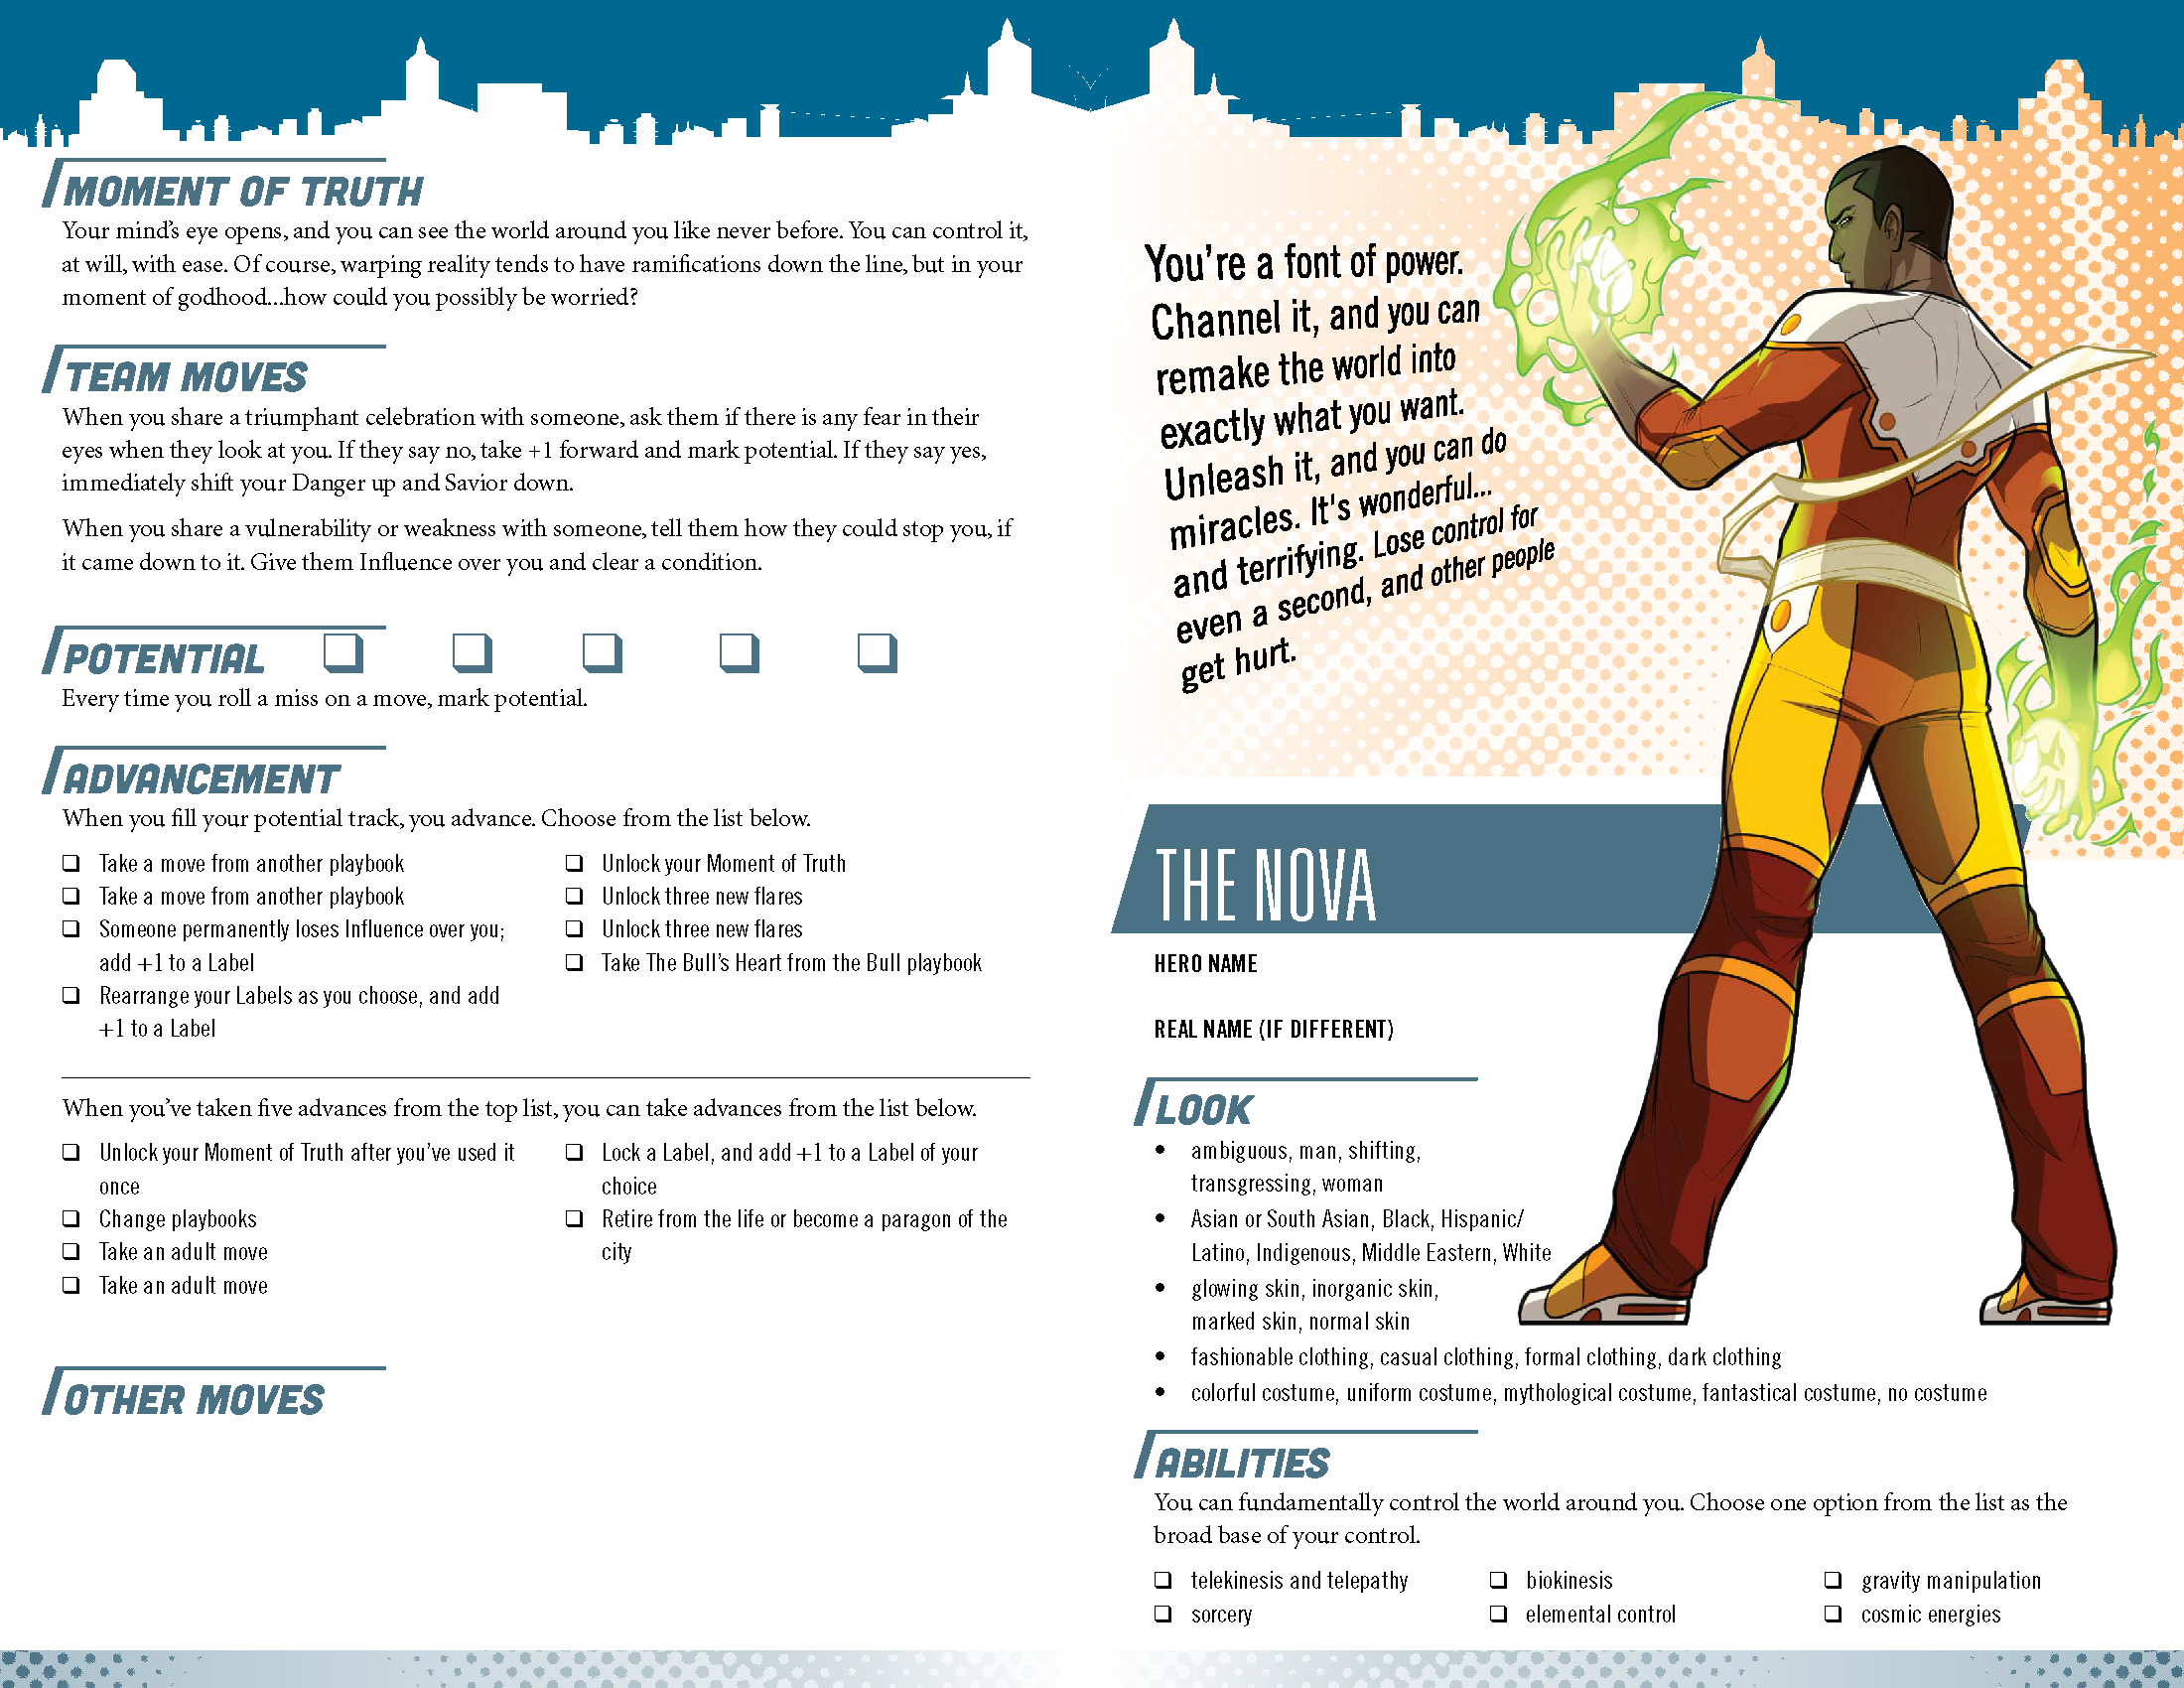 MOMENT OF TRUTH
Your mind's eye opens, and you can see the world around you like never before. You can control it,
at will, with ease. Of course, warping reality tends to have ramifications down the line, but in your
moment of godhood...how could you possibly be worried?
TEAM MOVES
When you share a triumphant celebration with someone, ask them if there is any fear in their
eyes when they look at you. If they say no, take +1 forward and mark potential. If they say yes,
immediately shift your Danger up and Savior down.
When you share a vulnerability or weakness with someone, tell them how they could stop you, if
it came down to it. Give them Influence over you and clear a condition.
POTENTIAL
Every time you roll a miss on a move, mark potential.
ADVANCEMENT
When you fill your potential track, you advance. Choose from the list below.
❑ Take a move from another playbook
❑ Take a move from another playbook
❑ Someone permanently loses Influence over you;
add +1 to a Label
❑ Rearrange your Labels as you choose, and add
+1 to a Label
❑ Unlock your Moment of Truth
❑ Unlock three new flares
❑ Unlock three new flares
❑ Take The Bull's Heart from the Bull playbook
When you've taken five advances from the top list, you can take advances from the list below.
❑ Unlock your Moment of Truth after you've used it
once
❑ Change playbooks
❑ Take an adult move
❑ Take an adult move
❑ Lock a Label, and add +1 to a Label of your
choice
❑ Retire from the life or become a paragon of the
city
OTHER MOVES
You're a font of power.
Channel it, and you can
remake the world into
exactly what you want.
Unleash it, and you can do
miracles. It's wonderful...
and terrifying. Lose control for
even a second, and other people
get hurt.
THE NOVA
HERO NAME
REAL NAME (IF DIFFERENT)
LOOK
• ambiguous, man, shifting,
transgressing, woman
• Asian or South Asian, Black, Hispanic/
Latino, Indigenous, Middle Eastern, White
• glowing skin, inorganic skin,
marked skin, normal skin
• fashionable clothing, casual clothing, formal clothing, dark clothing
• colorful costume, uniform costume, mythological costume, fantastical costume, no costume
ABILITIES
You can fundamentally control the world around you. Choose one option from the list as the
broad base of your control.
❑ telekinesis and telepathy
❑ sorcery
❑ biokinesis
❑ elemental control
❑ gravity manipulation
❑ cosmic energies